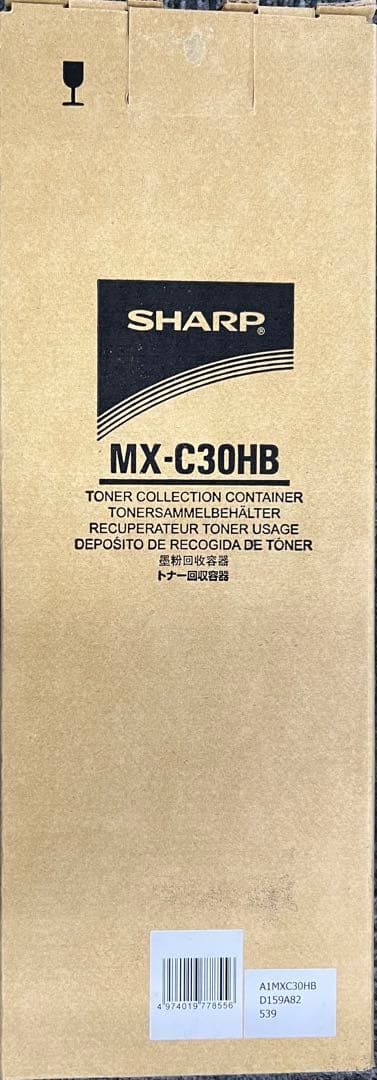 SHARP®
MX-C30HB
TONER COLLECTION CONTAINER
TONERSAMMELBEHÄLTER
RECUPERATEUR TONER USAGE
DEPOŚITO DE RECOGIDA DE TÓNER
墨粉回收容器
トナー回収容器
4 974019 778556
A1MXC30HB
D159A82
539